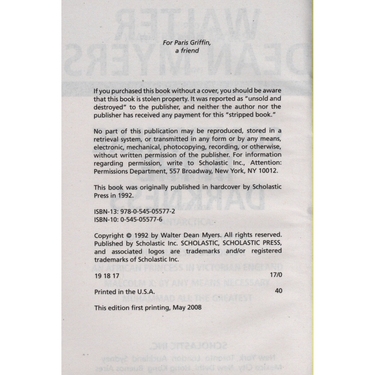 For Paris Griffin,
a friend
If you purchased this book without a cover, you should be aware
that this book is stolen property. It was reported as "unsold and
destroyed" to the publisher, and neither the author nor the
publisher has received any payment for this "stripped book."
No part of this publication may be reproduced, stored in a
retrieval system, or transmitted in any form or by any means,
electronic, mechanical, photocopying, recording, or otherwise,
without written permission of the publisher. For information
regarding permission, write to Scholastic Inc., Attention:
Permissions Department, 557 Broadway, New York, NY 10012.
This book was originally published in hardcover by Scholastic
Press in 1992.
ISBN-13: 978-0-545-05577-2
ISBN-10: 0-545-05577-6
Copyright © 1992 by Walter Dean Myers. All rights reserved.
Published by Scholastic Inc. SCHOLASTIC, SCHOLASTIC PRESS,
and associated logos are trademarks and/or registered
trademarks of Scholastic Inc.
19 18 17 17/0
Printed in the U.S.A. 40
This edition first printing, May 2008